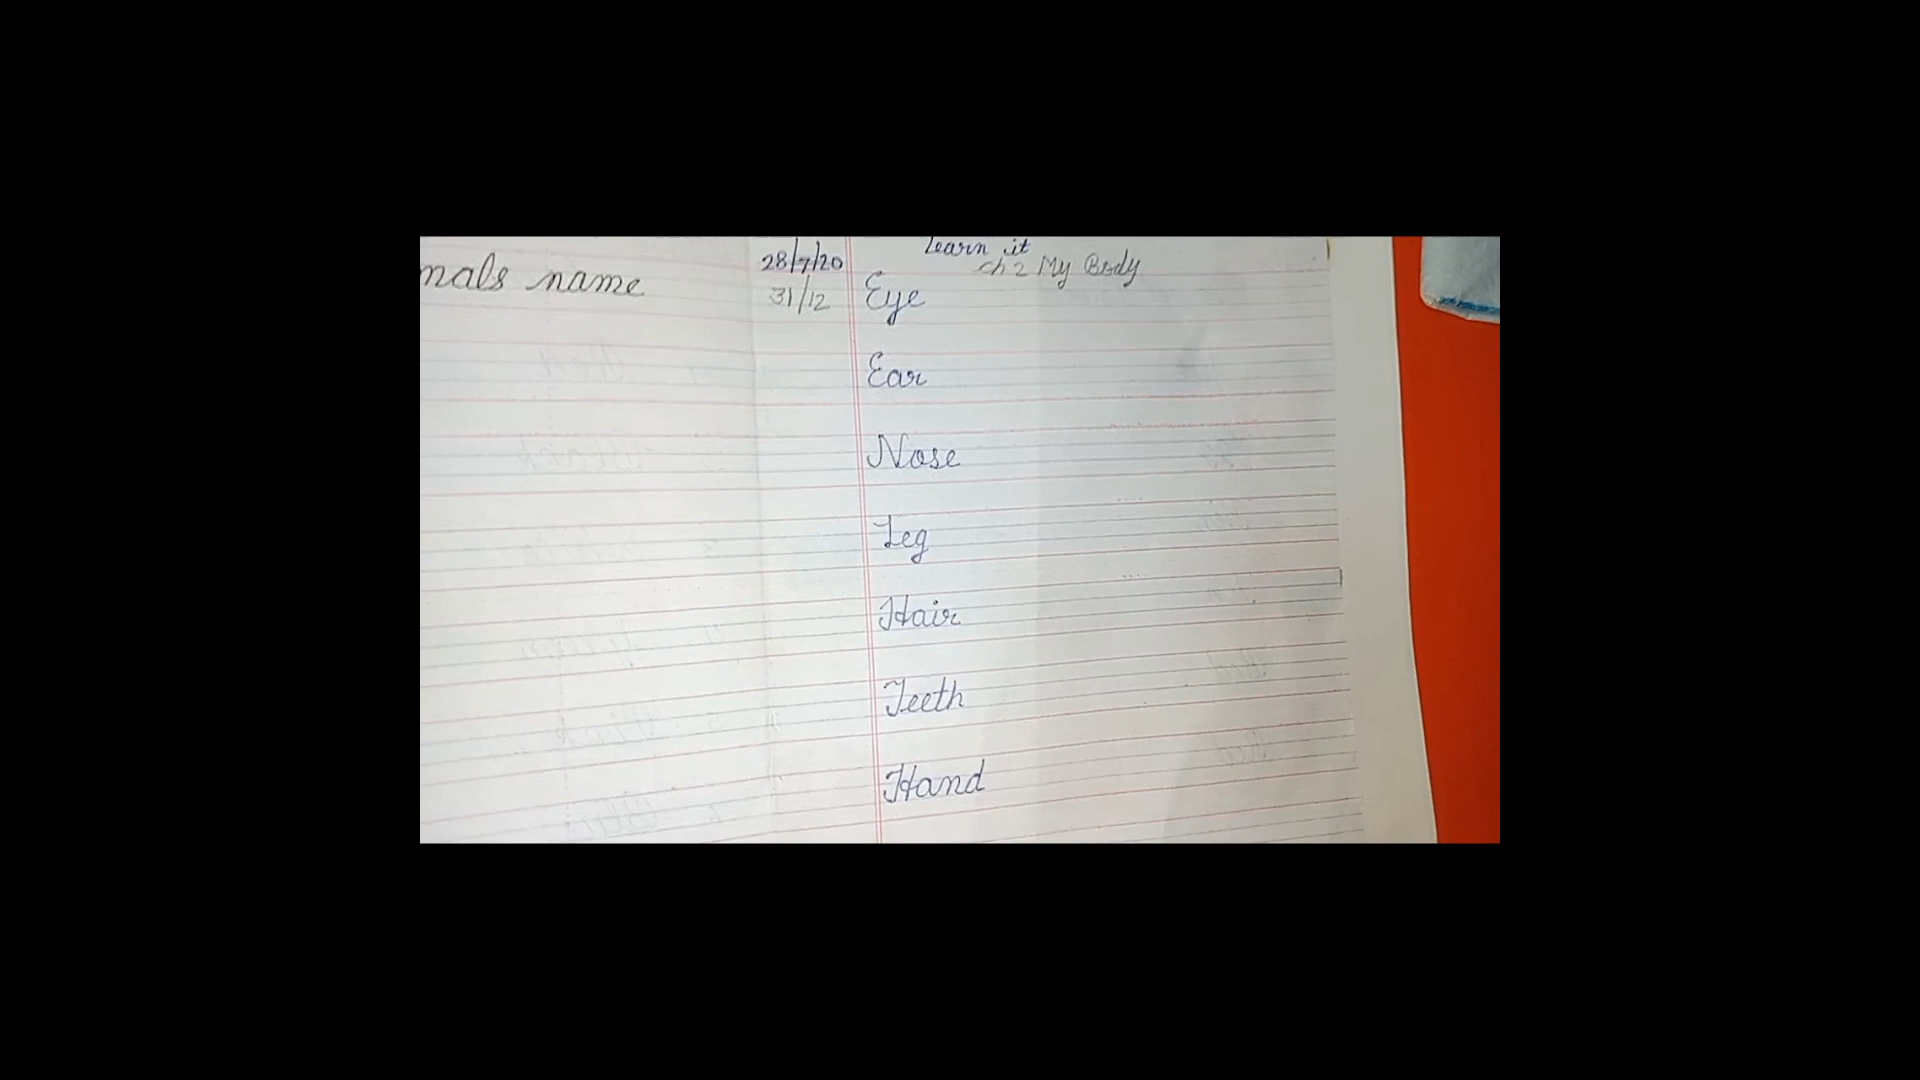 mals name
28/7/20
31/12
Learn it
ch 2 My Body
Eye
Ear
Nose
Leg
Hair
Teeth
Hand